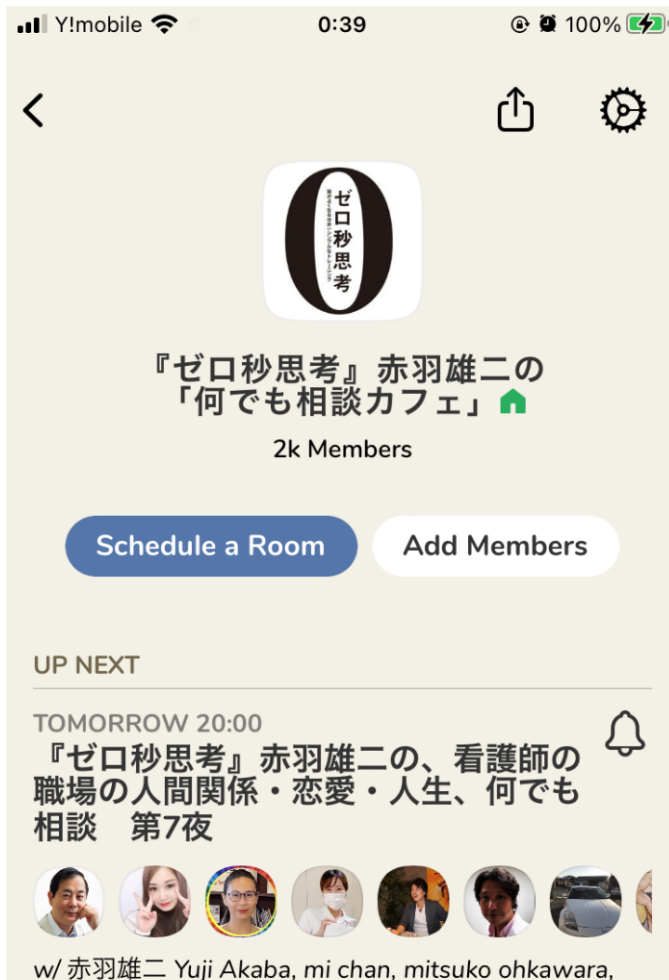 Y!mobile 0:39 100%
ゼロ秒思考
『ゼロ秒思考』赤羽雄二の
「何でも相談カフェ」
2k Members
Schedule a Room Add Members
UP NEXT
TOMORROW 20:00
『ゼロ秒思考』赤羽雄二の、看護師の
職場の人間関係・恋愛・人生、何でも
相談 第7夜
w/ 赤羽雄二 Yuji Akaba, mi chan, mitsuko ohkawara,